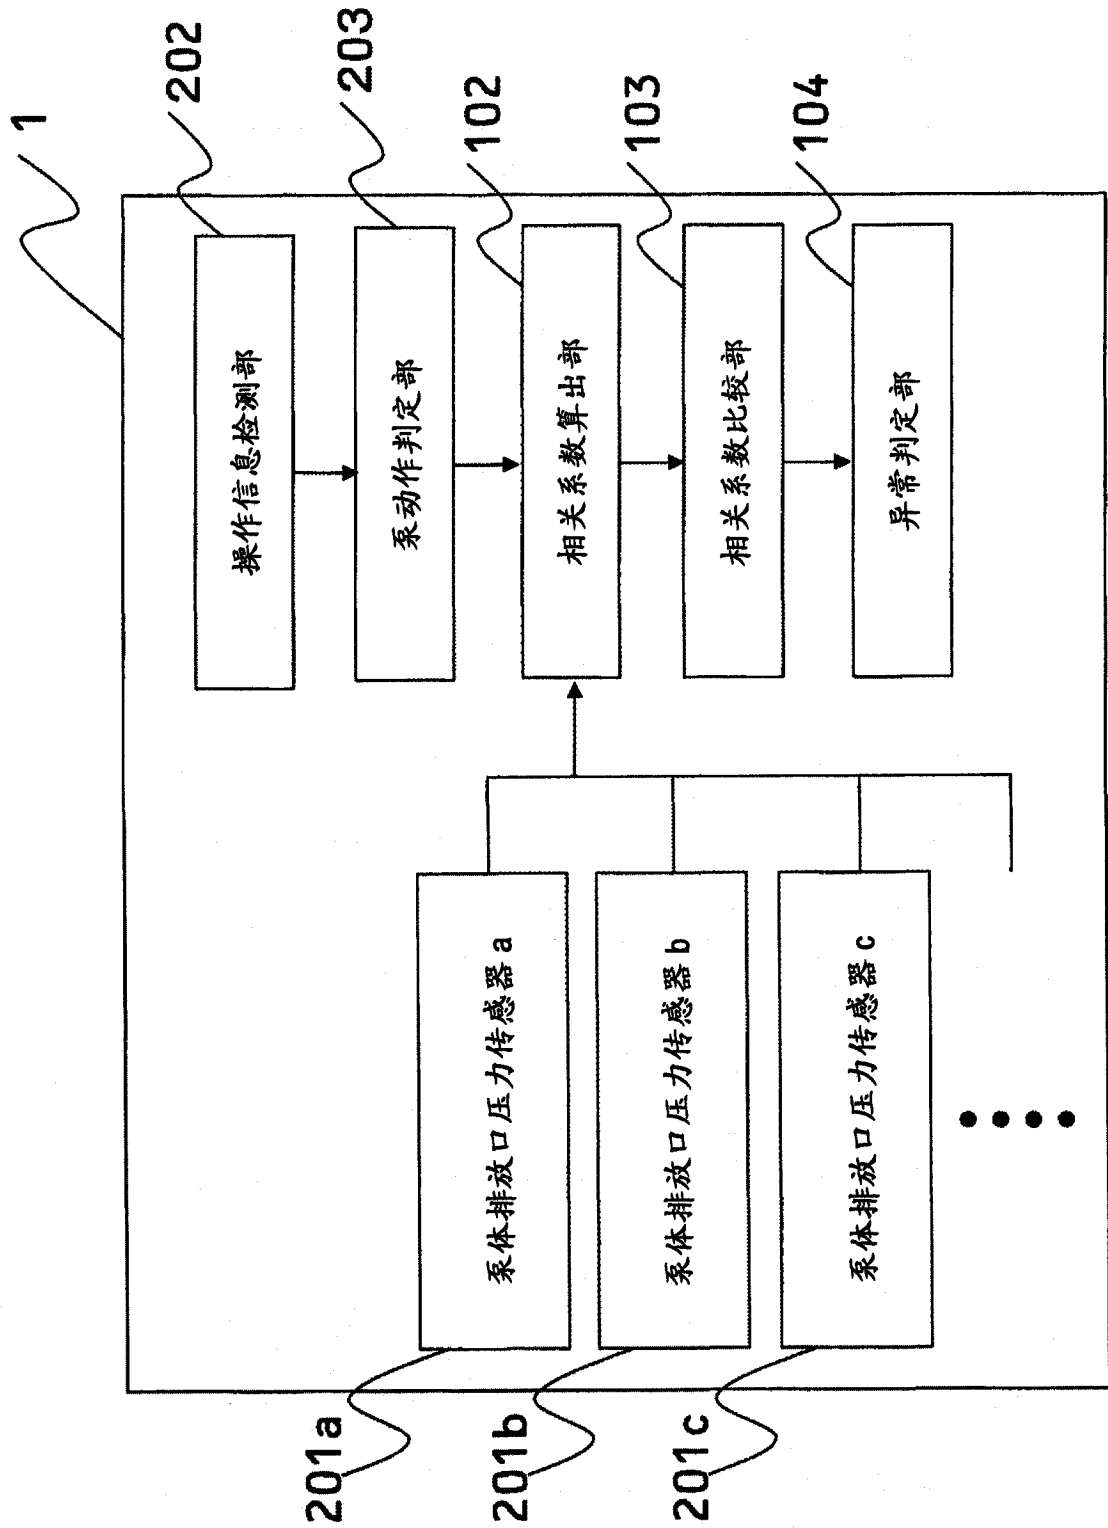 1
202
操作信息检测部
203
泵动作判定部
102
相关系数算出部
103
相关系数比较部
104
异常判定部
201a
泵体排放口压力传感器a
201b
泵体排放口压力传感器b
201c
泵体排放口压力传感器c